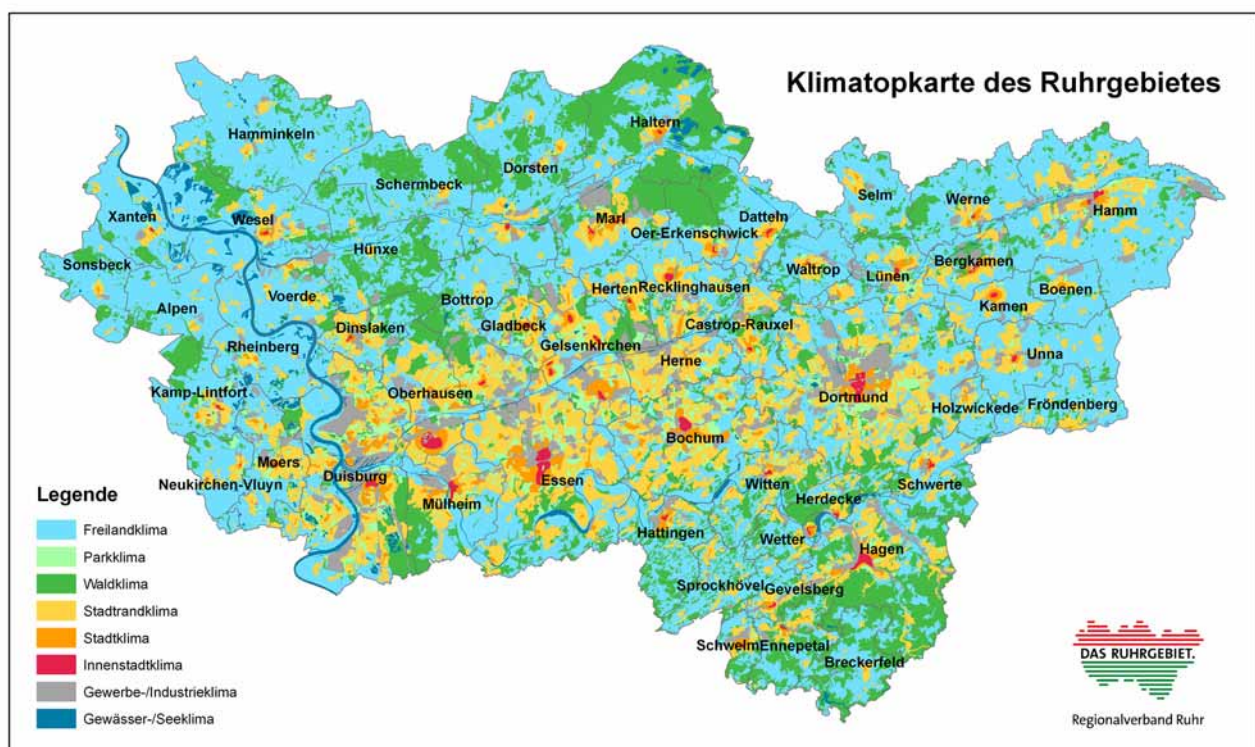 Klimatopkarte des Ruhrgebietes
Haltern
Hamminkeln
Dorsten
Schermbeck
Selm
Werne
Hamm
Xanten
Wesel
Marl
Datteln
Oer-Erkenschwick
Hünxe
Sonsbeck
Waltrop
Lünen
Bergkamen
Boenen
Herten
Recklinghausen
Voerde
Bottrop
Alpen
Kamen
Dinslaken
Gladbeck
Castrop-Rauxel
Rheinberg
Gelsenkirchen
Herne
Unna
Kamp-Lintfort
Oberhausen
Dortmund
Holzwickede
Fröndenberg
Bochum
Moers
Duisburg
Essen
Neukirchen-Vluyn
Mülheim
Witten
Schwerte
Herdecke
Hattingen
Wetter
Hagen
Sprockhövel
Gevelsberg
Schwelm
Ennepetal
Breckerfeld
Legende
Freilandklima
Parkklima
Waldklima
Stadtrandklima
Stadtklima
Innenstadtklima
Gewerbe-/Industrieklima
Gewässer-/Seeklima
DAS RUHRGEBIET.
Regionalverband Ruhr